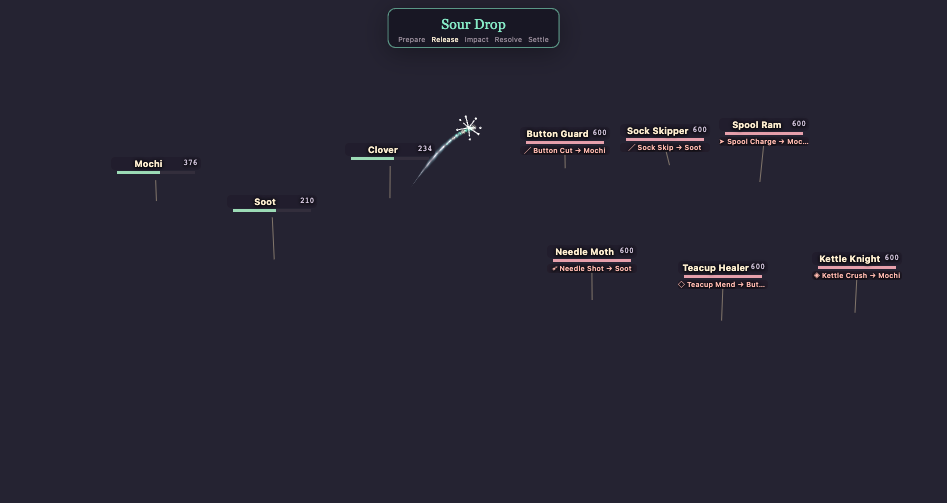 Sour Drop
Prepare Release Impact Resolve Settle
Mochi 376
Soot 210
Clover 234
Button Guard 600
Button Cut → Mochi
Sock Skipper 600
Sock Skip → Soot
Spool Ram 600
Spool Charge → Moc...
Needle Moth 600
Needle Shot → Soot
Teacup Healer 600
Teacup Mend → But...
Kettle Knight 600
Kettle Crush → Mochi